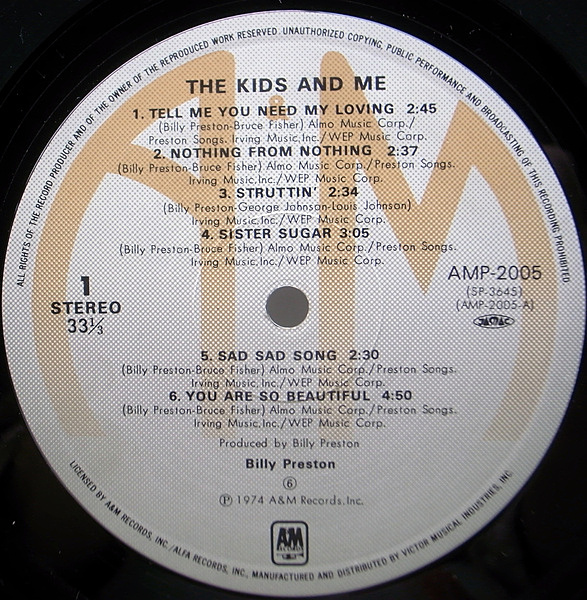 ALL RIGHTS OF THE RECORD PRODUCER AND OF THE OWNER OF THE REPRODUCED WORK RESERVED. UNAUTHORIZED COPYING, PUBLIC PERFORMANCE AND BROADCASTING OF THIS RECORDING PROHIBITED
THE KIDS AND ME
1. TELL ME YOU NEED MY LOVING 2:45
(Billy Preston-Bruce Fisher) Almo Music Corp./
Preston Songs. Irving Music,Inc./WEP Music Corp.
2. NOTHING FROM NOTHING 2:37
(Billy Preston-Bruce Fisher) Almo Music Corp./Preston Songs.
Irving Music,Inc./WEP Music Corp.
3. STRUTTIN' 2:34
(Billy Preston-George Johnson-Louis Johnson)
Irving Music,Inc./WEP Music Corp.
4. SISTER SUGAR 3:05
(Billy Preston-Bruce Fisher) Almo Music Corp./Preston Songs.
Irving Music,Inc./WEP Music Corp.
1
STEREO
33⅓
AMP-2005
(SP-3645)
(AMP-2005-A)
JASRAC
5. SAD SAD SONG 2:30
(Billy Preston-Bruce Fisher) Almo Music Corp./Preston Songs.
Irving Music,Inc./WEP Music Corp.
6. YOU ARE SO BEAUTIFUL 4:50
(Billy Preston-Bruce Fisher) Almo Music Corp./Preston Songs.
Irving Music,Inc./WEP Music Corp.
Produced by Billy Preston
Billy Preston
⑥
℗ 1974 A&M Records,Inc.
A&M
RECORDS
LICENSED BY A&M RECORDS, INC./ALFA RECORDS, INC., MANUFACTURED AND DISTRIBUTED BY VICTOR MUSICAL INDUSTRIES, INC.